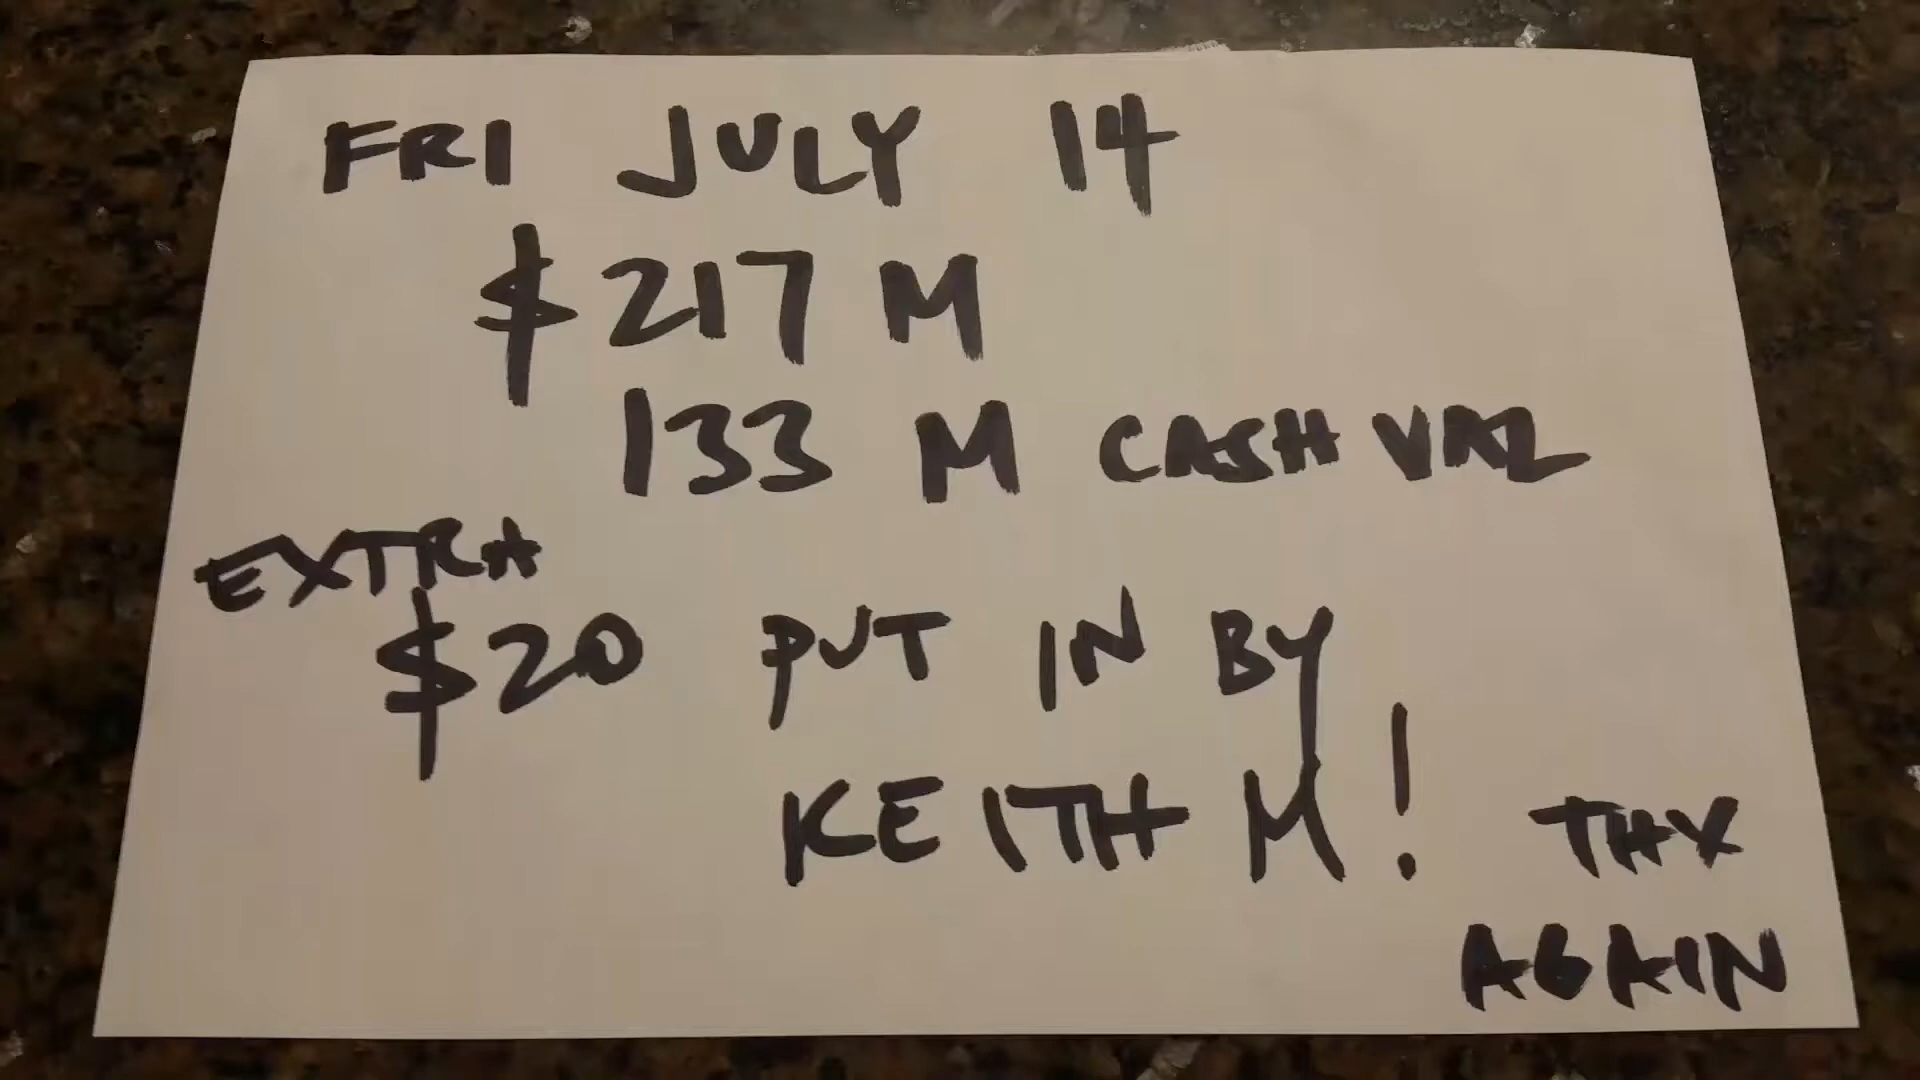 FRI JULY 14
$217 M
133 M CASH VAL
EXTRA
$20 PUT IN BY
KEITH M! THX
AGAIN